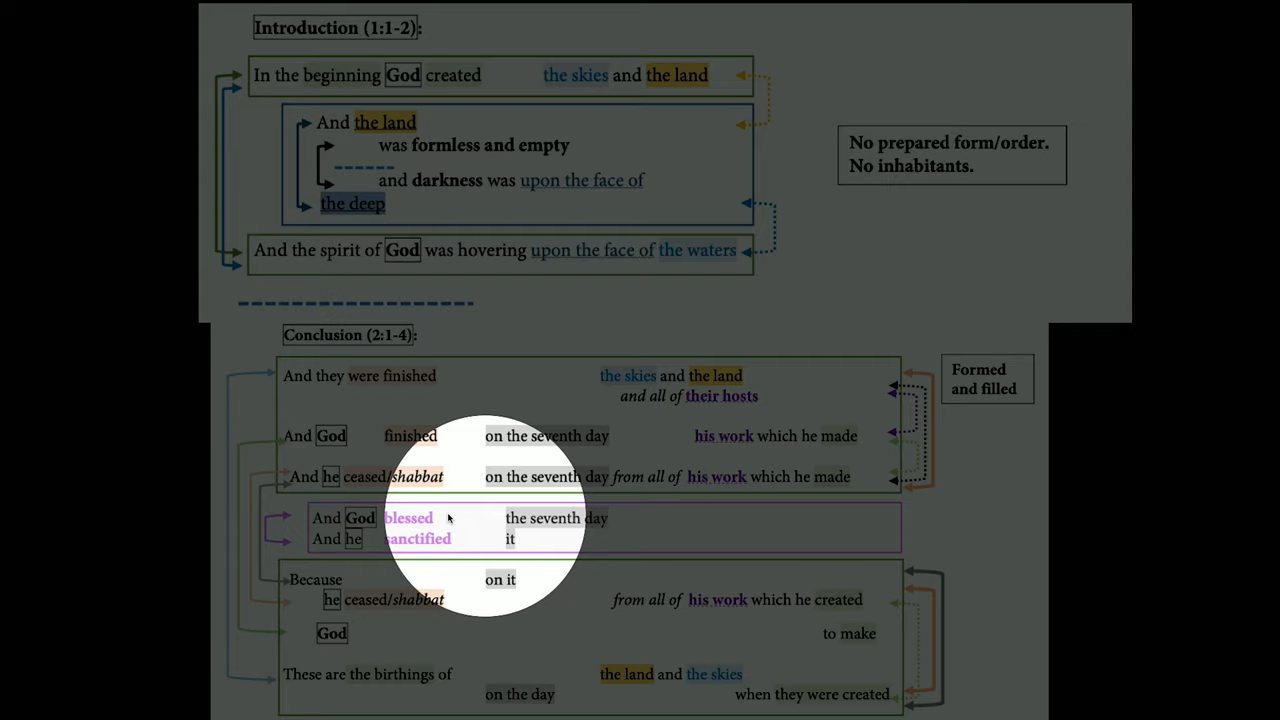 Introduction (1:1-2):
In the beginning God created the skies and the land
And the land
was formless and empty
and darkness was upon the face of
the deep
And the spirit of God was hovering upon the face of the waters
No prepared form/order.
No inhabitants.
Conclusion (2:1-4):
And they were finished the skies and the land
and all of their hosts
And God finished on the seventh day his work which he made
And he ceased/shabbat on the seventh day from all of his work which he made
And God blessed the seventh day
And he sanctified it
Because on it
he ceased/shabbat from all of his work which he created
God to make
These are the birthings of the land and the skies
on the day when they were created
Formed
and filled